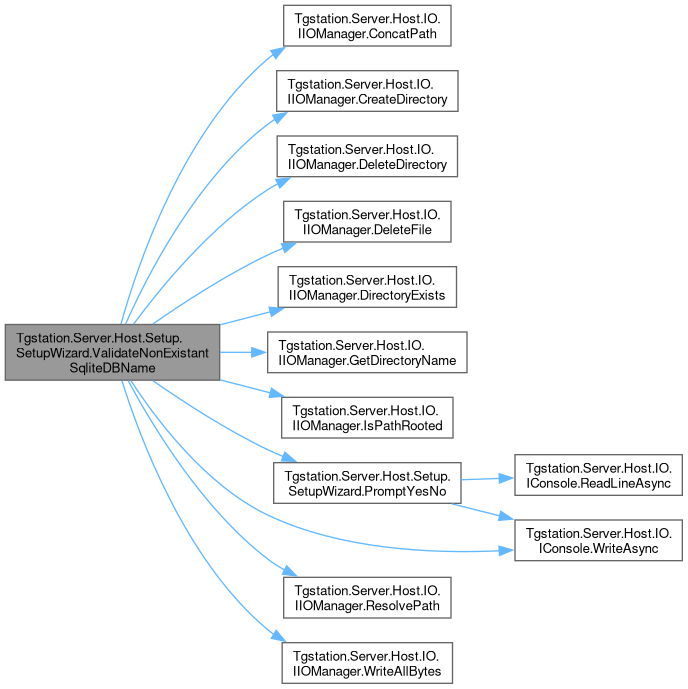 Tgstation.Server.Host.IO.
IIOManager.ConcatPath
Tgstation.Server.Host.IO.
IIOManager.CreateDirectory
Tgstation.Server.Host.IO.
IIOManager.DeleteDirectory
Tgstation.Server.Host.IO.
IIOManager.DeleteFile
Tgstation.Server.Host.IO.
IIOManager.DirectoryExists
Tgstation.Server.Host.Setup.
SetupWizard.ValidateNonExistant
SqliteDBName
Tgstation.Server.Host.IO.
IIOManager.GetDirectoryName
Tgstation.Server.Host.IO.
IIOManager.IsPathRooted
Tgstation.Server.Host.Setup.
SetupWizard.PromptYesNo
Tgstation.Server.Host.IO.
IConsole.ReadLineAsync
Tgstation.Server.Host.IO.
IConsole.WriteAsync
Tgstation.Server.Host.IO.
IIOManager.ResolvePath
Tgstation.Server.Host.IO.
IIOManager.WriteAllBytes